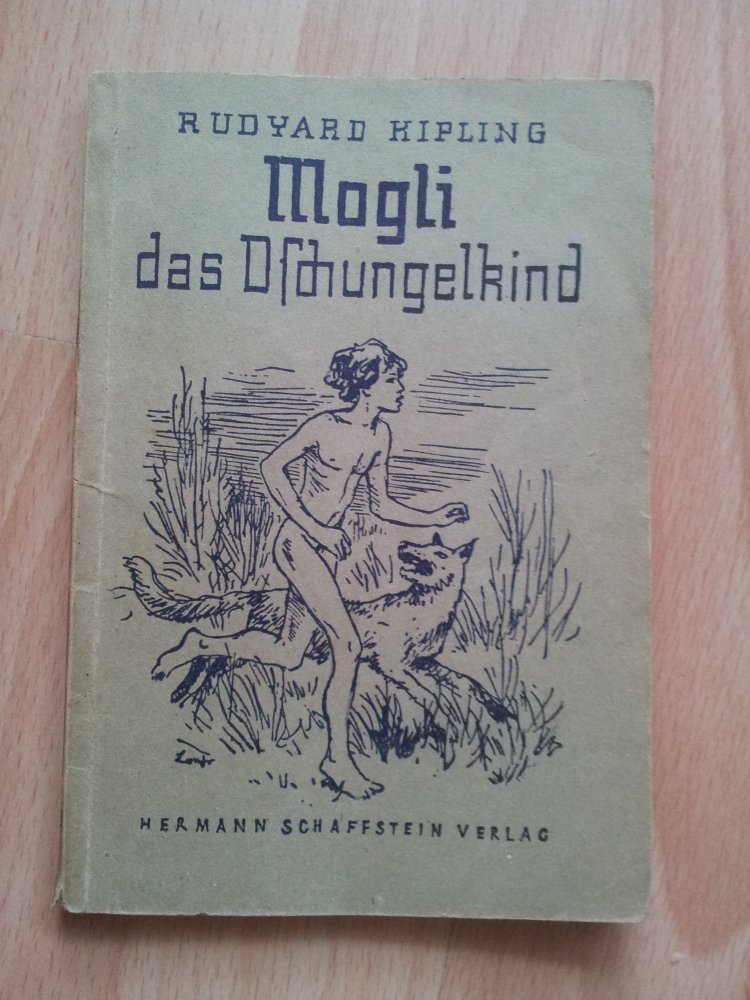 RUDYARD KIPLING
Mogli
das Dſchungelkind
HERMANN SCHAFFSTEIN VERLAG